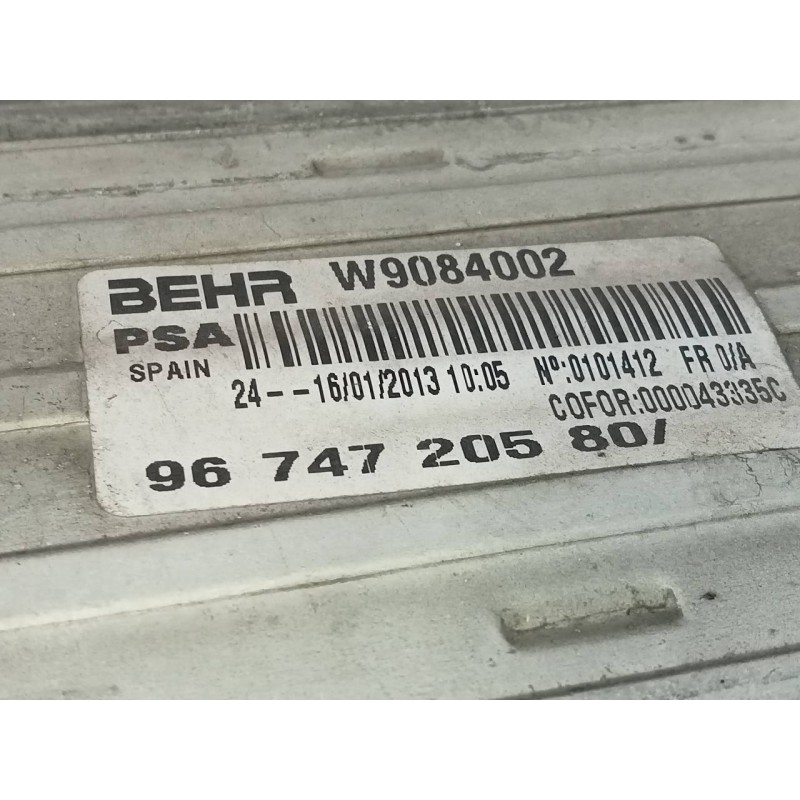 BEHR W9084002
PSA
SPAIN
24--16/01/2013 10:05 Nº:0101412 FR 0/A
COFOR:000043335C
96 747 205 80/